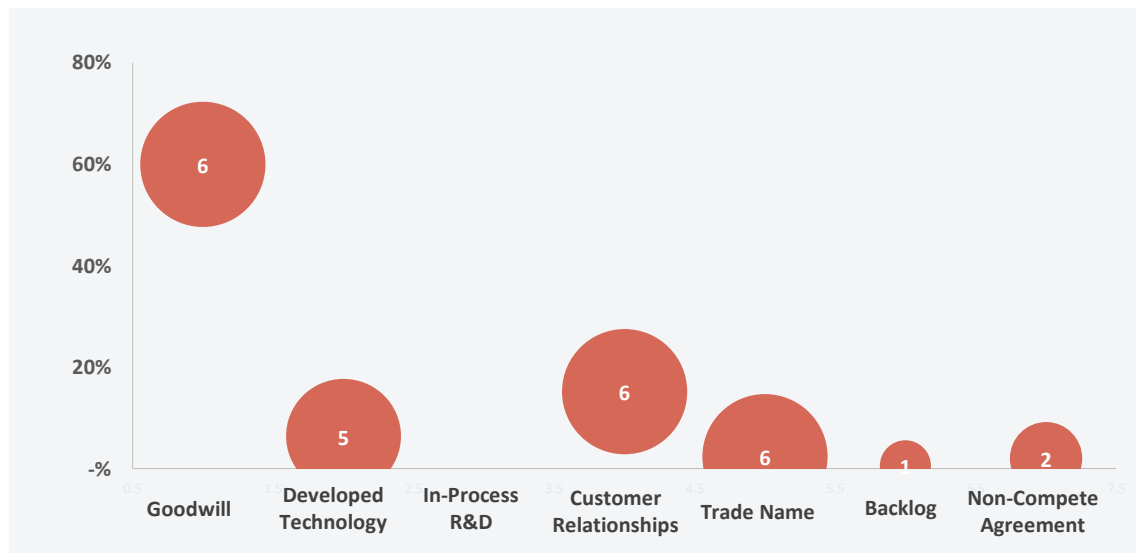 80%
60%
40%
20%
-%
6
5
6
6
1
2
0.5 1.5 2.5 3.5 4.5 5.5 6.5 7.5
Goodwill
Developed
Technology
In-Process
R&D
Customer
Relationships
Trade Name
Backlog
Non-Compete
Agreement